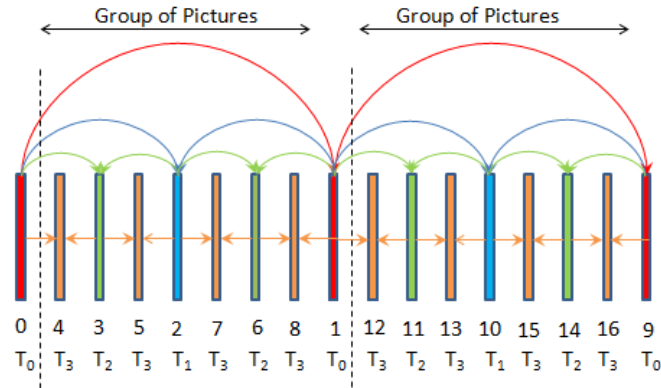 Group of Pictures Group of Pictures
0 4 3 5 2 7 6 8 1 12 11 13 10 15 14 16 9
T₀ T₃ T₂ T₃ T₁ T₃ T₂ T₃ T₀ T₃ T₂ T₃ T₁ T₃ T₂ T₃ T₀